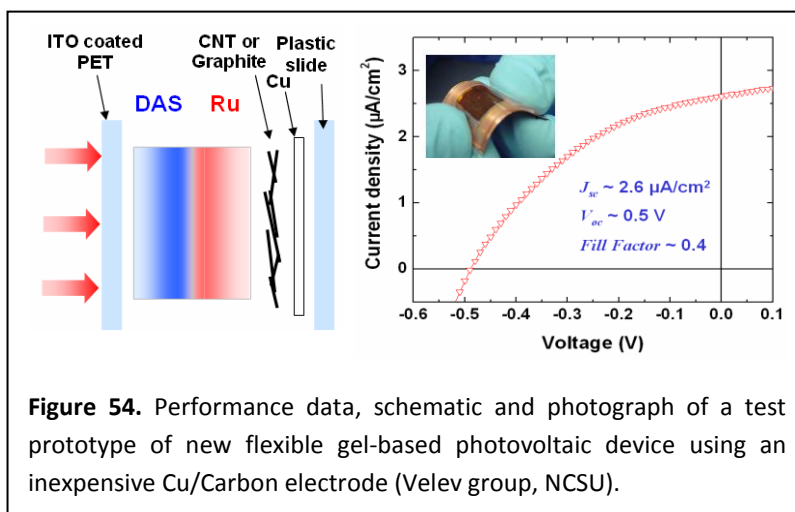 ITO coated
PET
CNT or
Graphite
Cu
Plastic
slide
DAS
Ru
Current density (µA/cm²)
3
2
1
0
J_sc ~ 2.6 µA/cm²
V_oc ~ 0.5 V
Fill Factor ~ 0.4
-0.6 -0.5 -0.4 -0.3 -0.2 -0.1 0.0 0.1
Voltage (V)
Figure 54. Performance data, schematic and photograph of a test
prototype of new flexible gel-based photovoltaic device using an
inexpensive Cu/Carbon electrode (Velev group, NCSU).